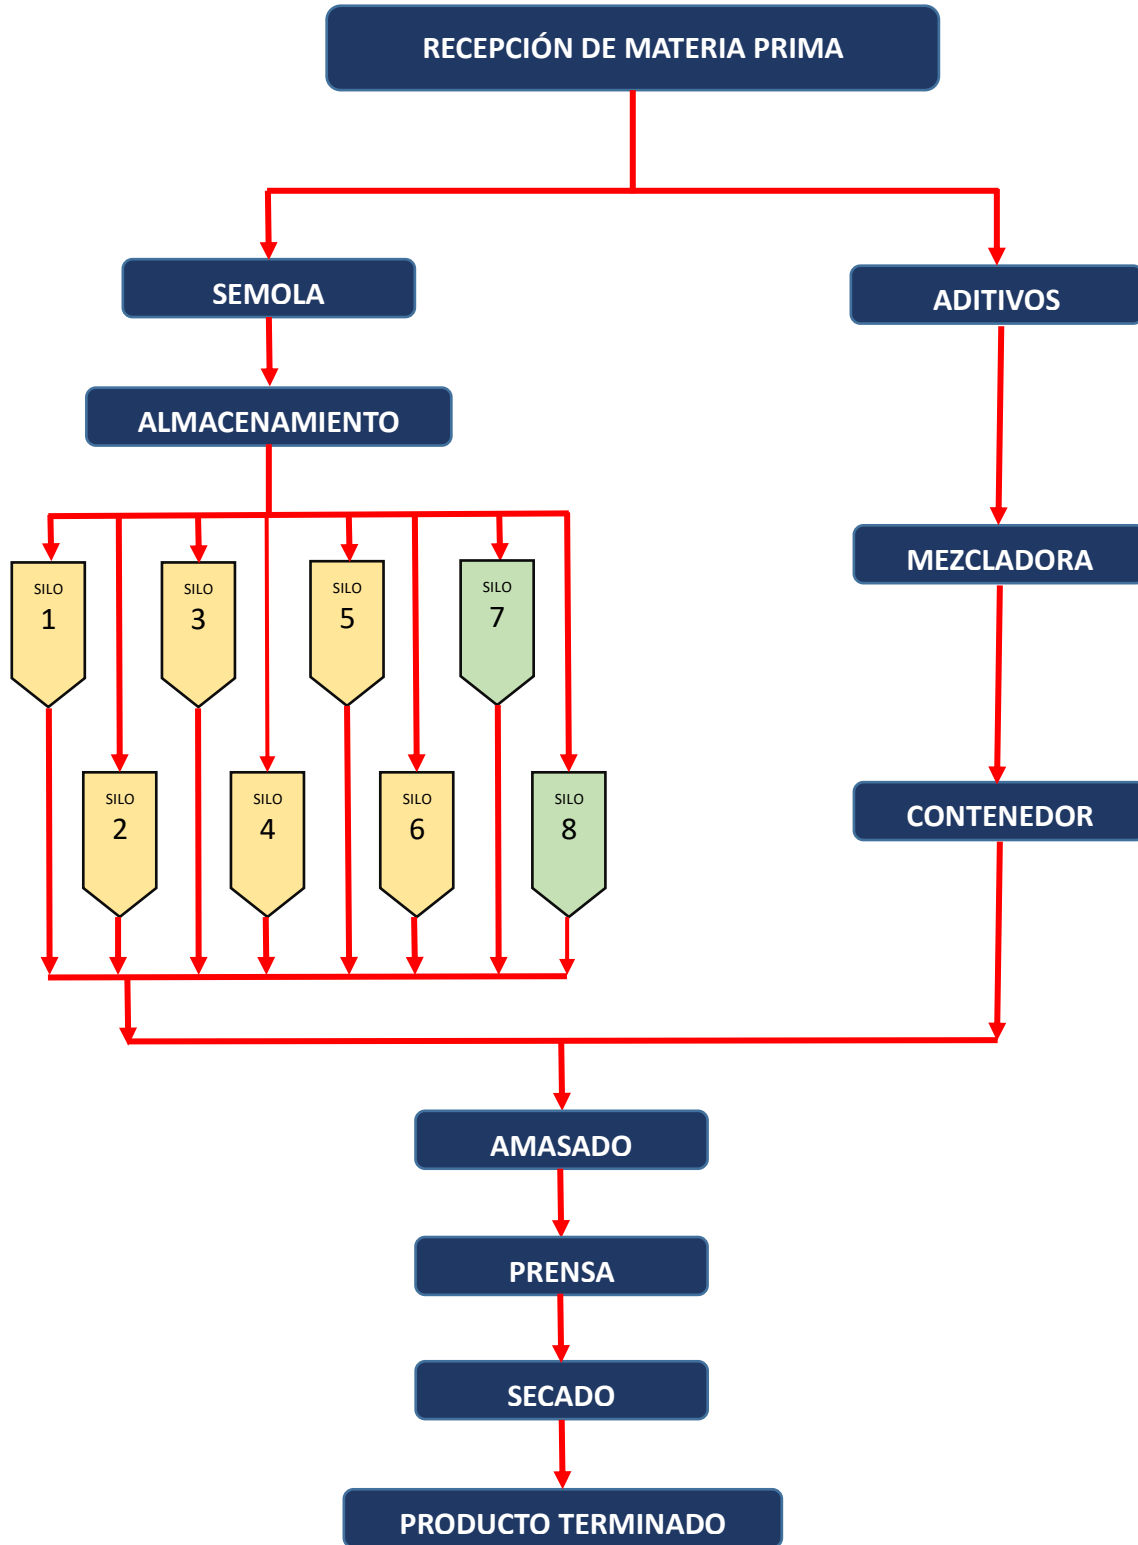 RECEPCIÓN DE MATERIA PRIMA
SEMOLA
ADITIVOS
ALMACENAMIENTO
MEZCLADORA
SILO
1
SILO
3
SILO
5
SILO
7
SILO
2
SILO
4
SILO
6
SILO
8
CONTENEDOR
AMASADO
PRENSA
SECADO
PRODUCTO TERMINADO